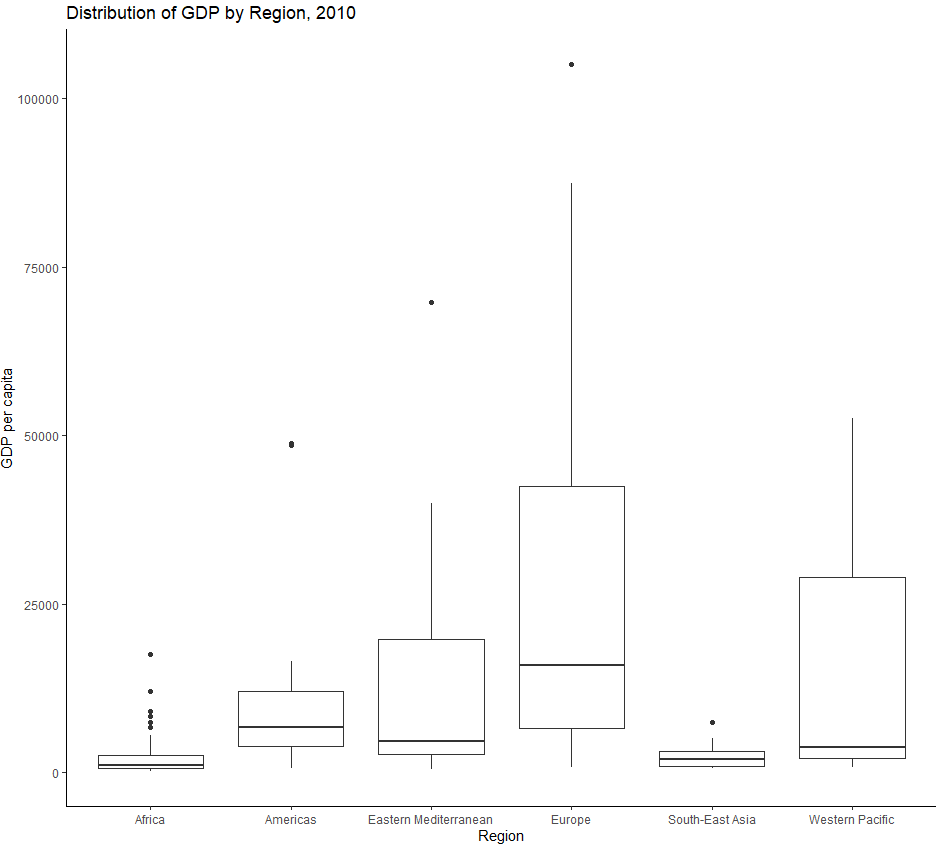 Distribution of GDP by Region, 2010
GDP per capita
100000
75000
50000
25000
0
Africa
Americas
Eastern Mediterranean
Europe
South-East Asia
Western Pacific
Region